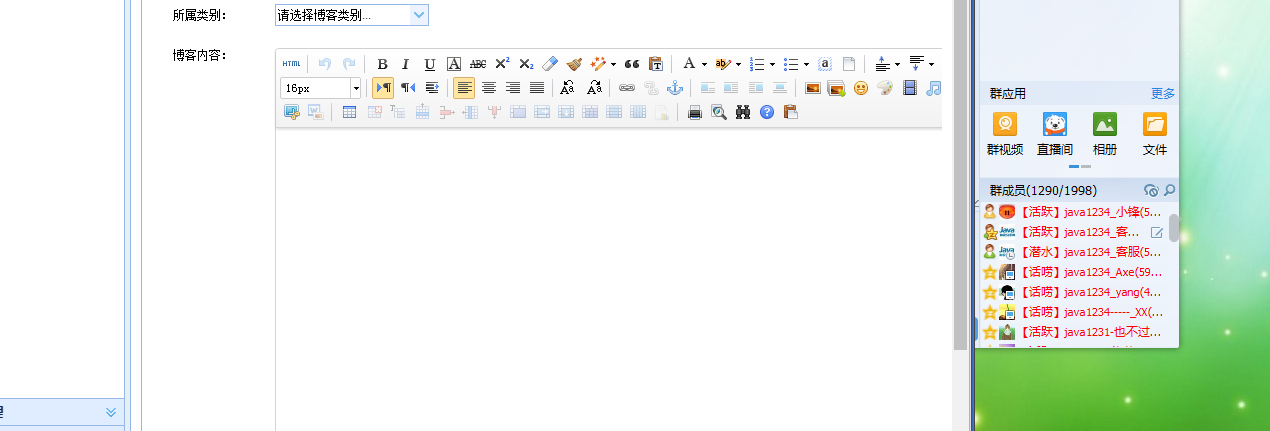 所属类别： 请选择博客类别...
博客内容：
HTML
16px
群应用 更多
群视频 直播间 相册 文件
群成员(1290/1998)
【活跃】java1234_小锋(5...
【活跃】java1234_客...
【潜水】java1234_客服(5...
【话唠】java1234_Axe(59...
【话唠】java1234_yang(4...
【话唠】java1234-----_XX(...
【活跃】java1231-也不过...
理